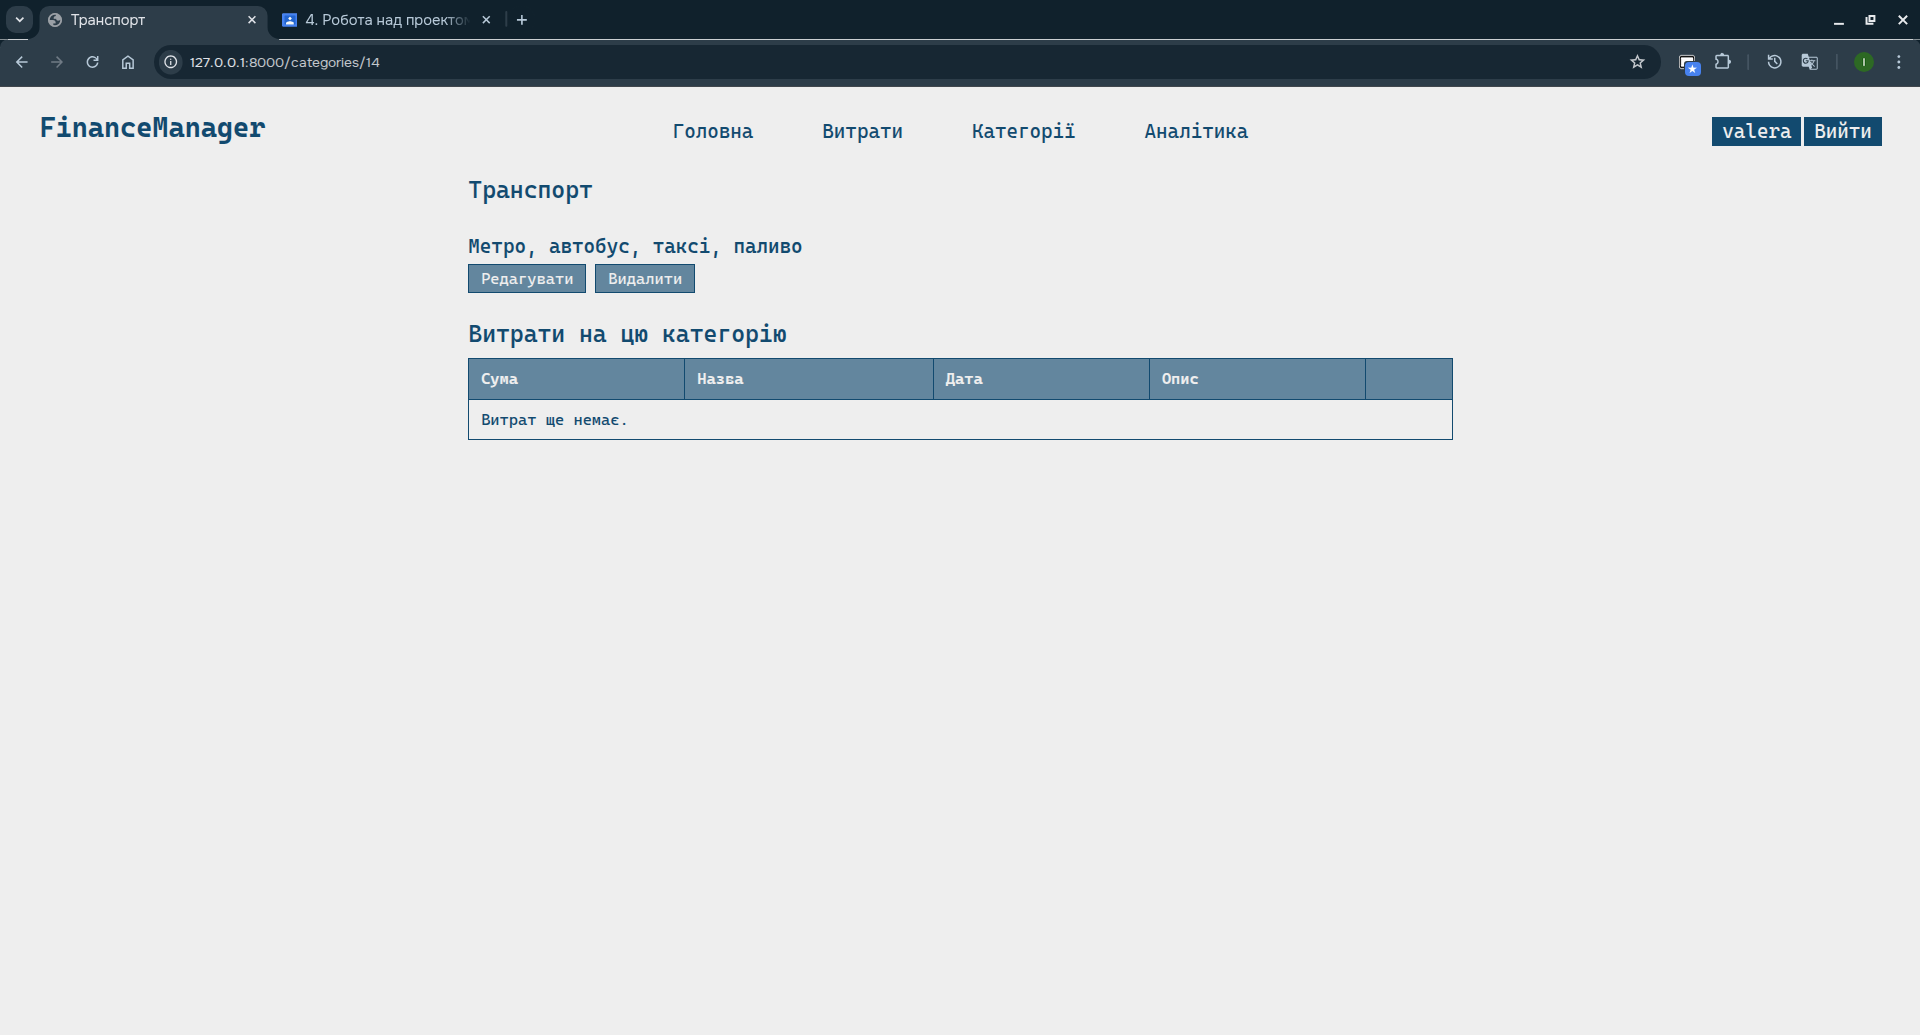 Транспорт
4. Робота над проектом
127.0.0.1:8000/categories/14
I
FinanceManager
Головна Витрати Категорії Аналітика
valera Вийти
Транспорт
Метро, автобус, таксі, паливо
Редагувати Видалити
Витрати на цю категорію
Сума Назва Дата Опис
Витрат ще немає.